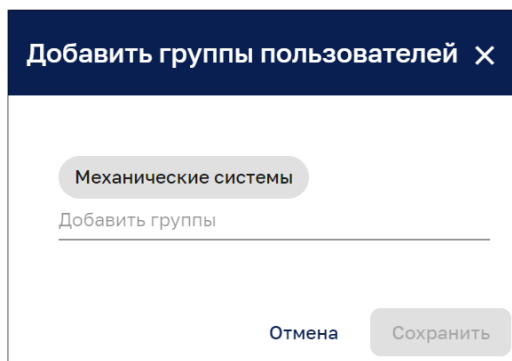 Добавить группы пользователей
Механические системы
Добавить группы
Отмена
Сохранить